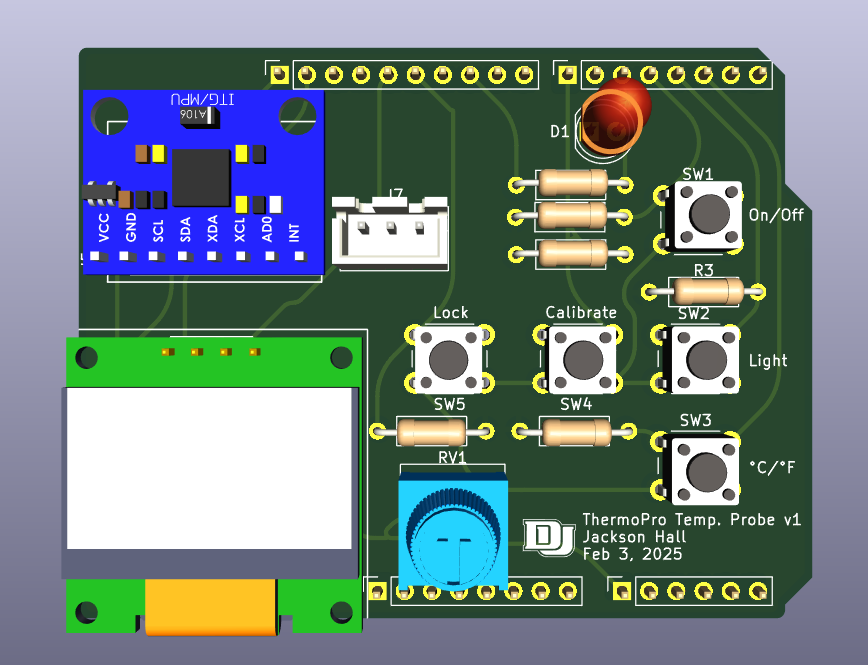 ITG/MPU
A106
VCC
GND
SCL
SDA
XDA
XCL
AD0
INT
J7
D1
SW1
On/Off
R3
SW2
Light
Lock
Calibrate
SW5
SW4
SW3
°C/°F
RV1
DJ
ThermoPro Temp. Probe v1
Jackson Hall
Feb 3, 2025